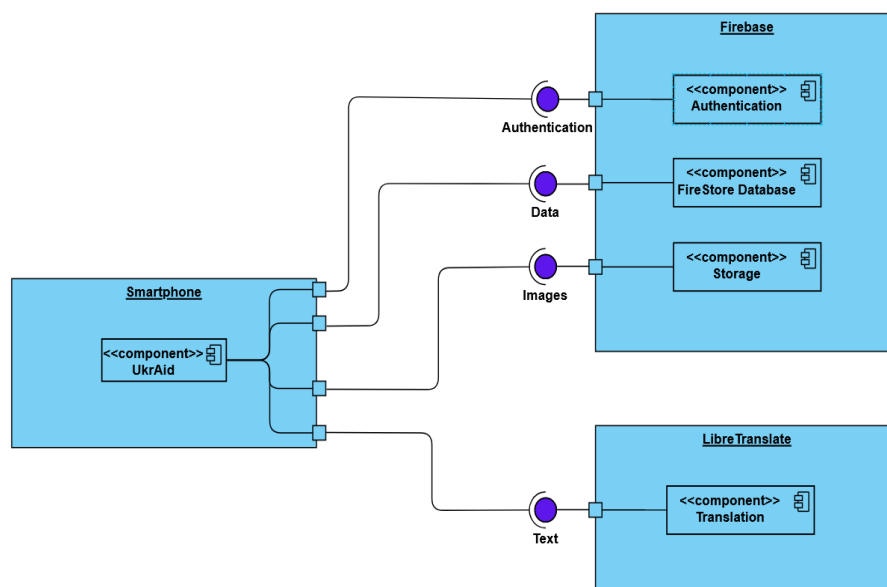 Firebase
<<component>>
Authentication
Authentication
<<component>>
FireStore Database
Data
<<component>>
Storage
Images
Smartphone
<<component>>
UkrAid
LibreTranslate
<<component>>
Translation
Text